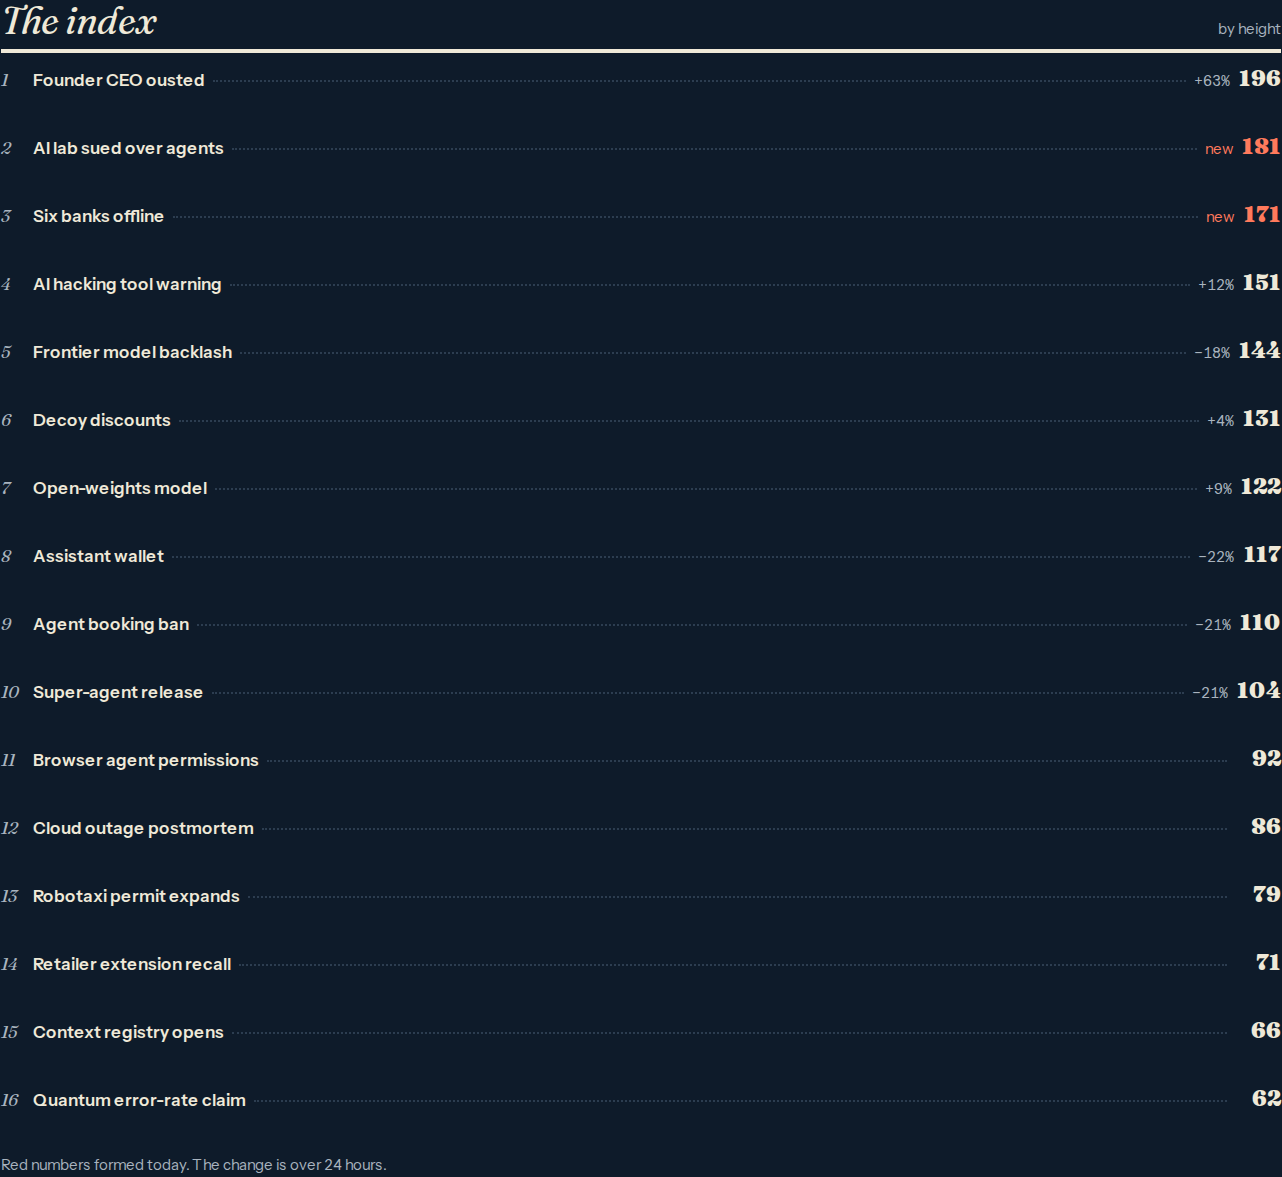 The index
by height
1 Founder CEO ousted +63% 196
2 AI lab sued over agents new 181
3 Six banks offline new 171
4 AI hacking tool warning +12% 151
5 Frontier model backlash −18% 144
6 Decoy discounts +4% 131
7 Open-weights model +9% 122
8 Assistant wallet −22% 117
9 Agent booking ban −21% 110
10 Super-agent release −21% 104
11 Browser agent permissions 92
12 Cloud outage postmortem 86
13 Robotaxi permit expands 79
14 Retailer extension recall 71
15 Context registry opens 66
16 Quantum error-rate claim 62
Red numbers formed today. The change is over 24 hours.